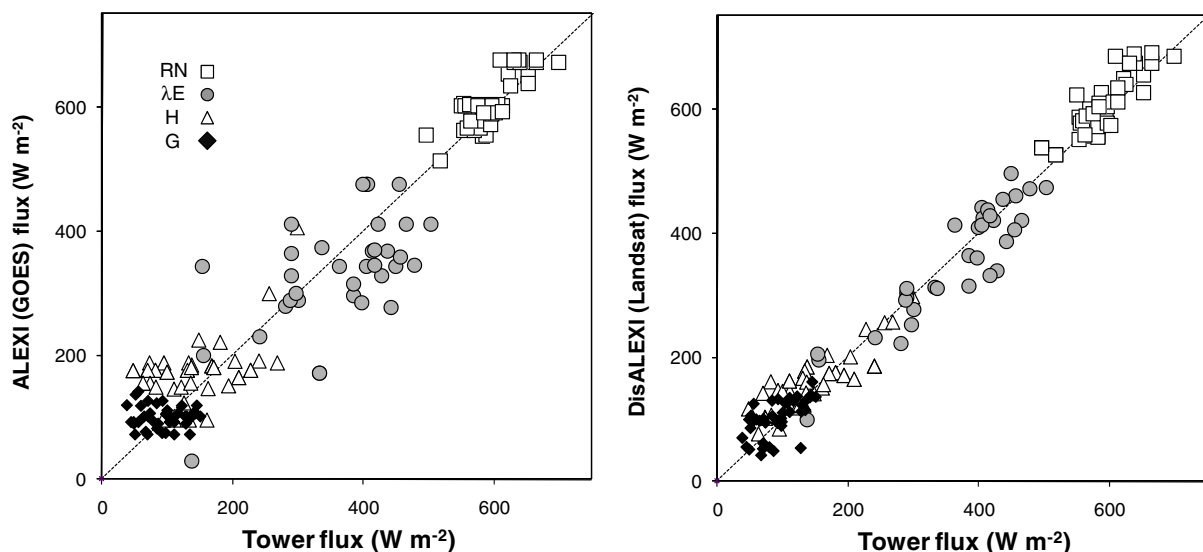 ALEXI (GOES) flux (W m-2)
RN
λE
H
G
600
400
200
0
0 200 400 600
Tower flux (W m-2)
DisALEXI (Landsat) flux (W m-2)
600
400
200
0
0 200 400 600
Tower flux (W m-2)